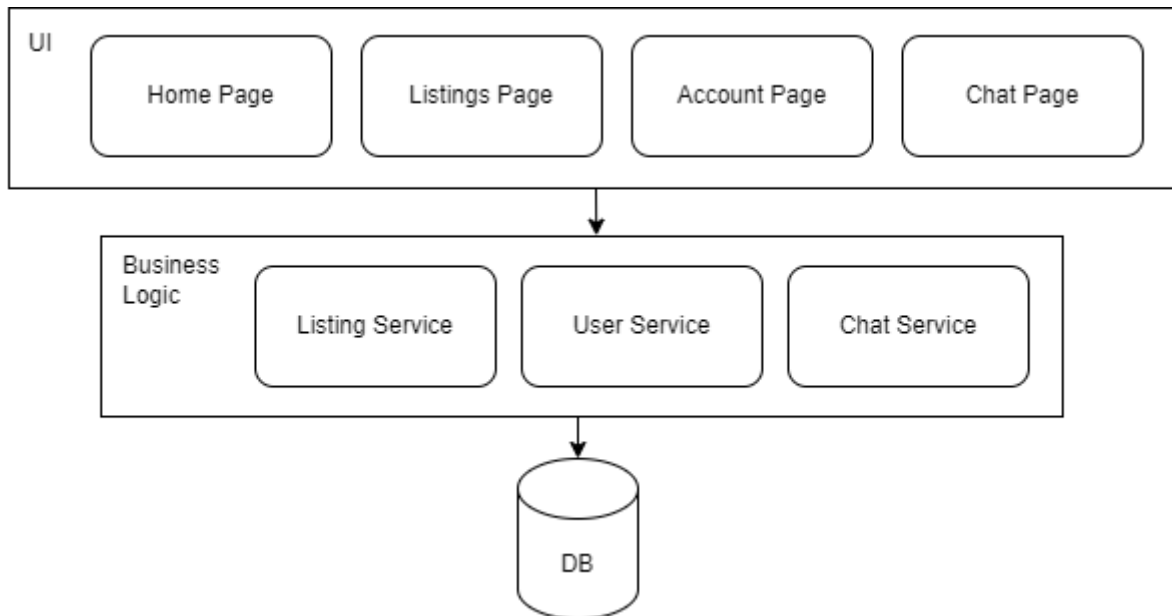 UI
Home Page
Listings Page
Account Page
Chat Page
Business
Logic
Listing Service
User Service
Chat Service
DB